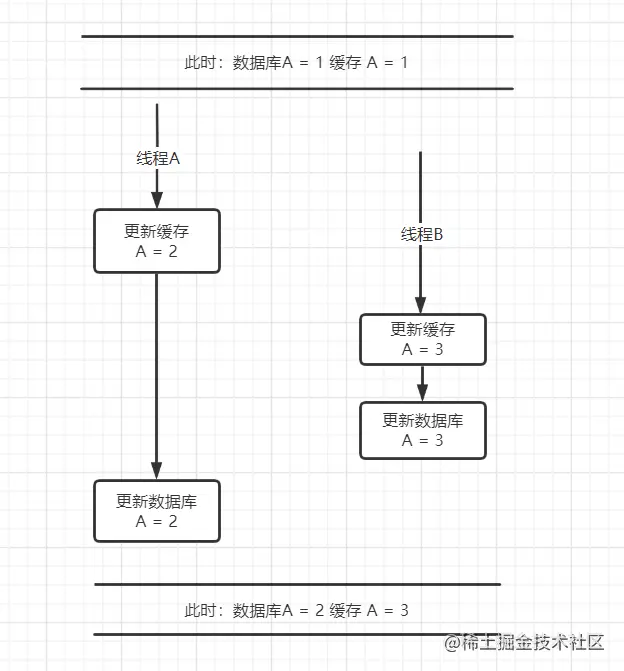 此时：数据库A = 1 缓存 A = 1
线程A
更新缓存
A = 2
线程B
更新缓存
A = 3
更新数据库
A = 3
更新数据库
A = 2
此时：数据库A = 2 缓存 A = 3
@稀土掘金技术社区